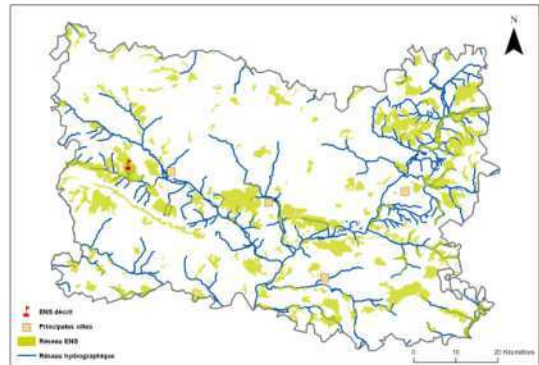 N
ENS décrit
Principales villes
Réseau ENS
Réseau hydrographique
0 10 20 Kilomètres